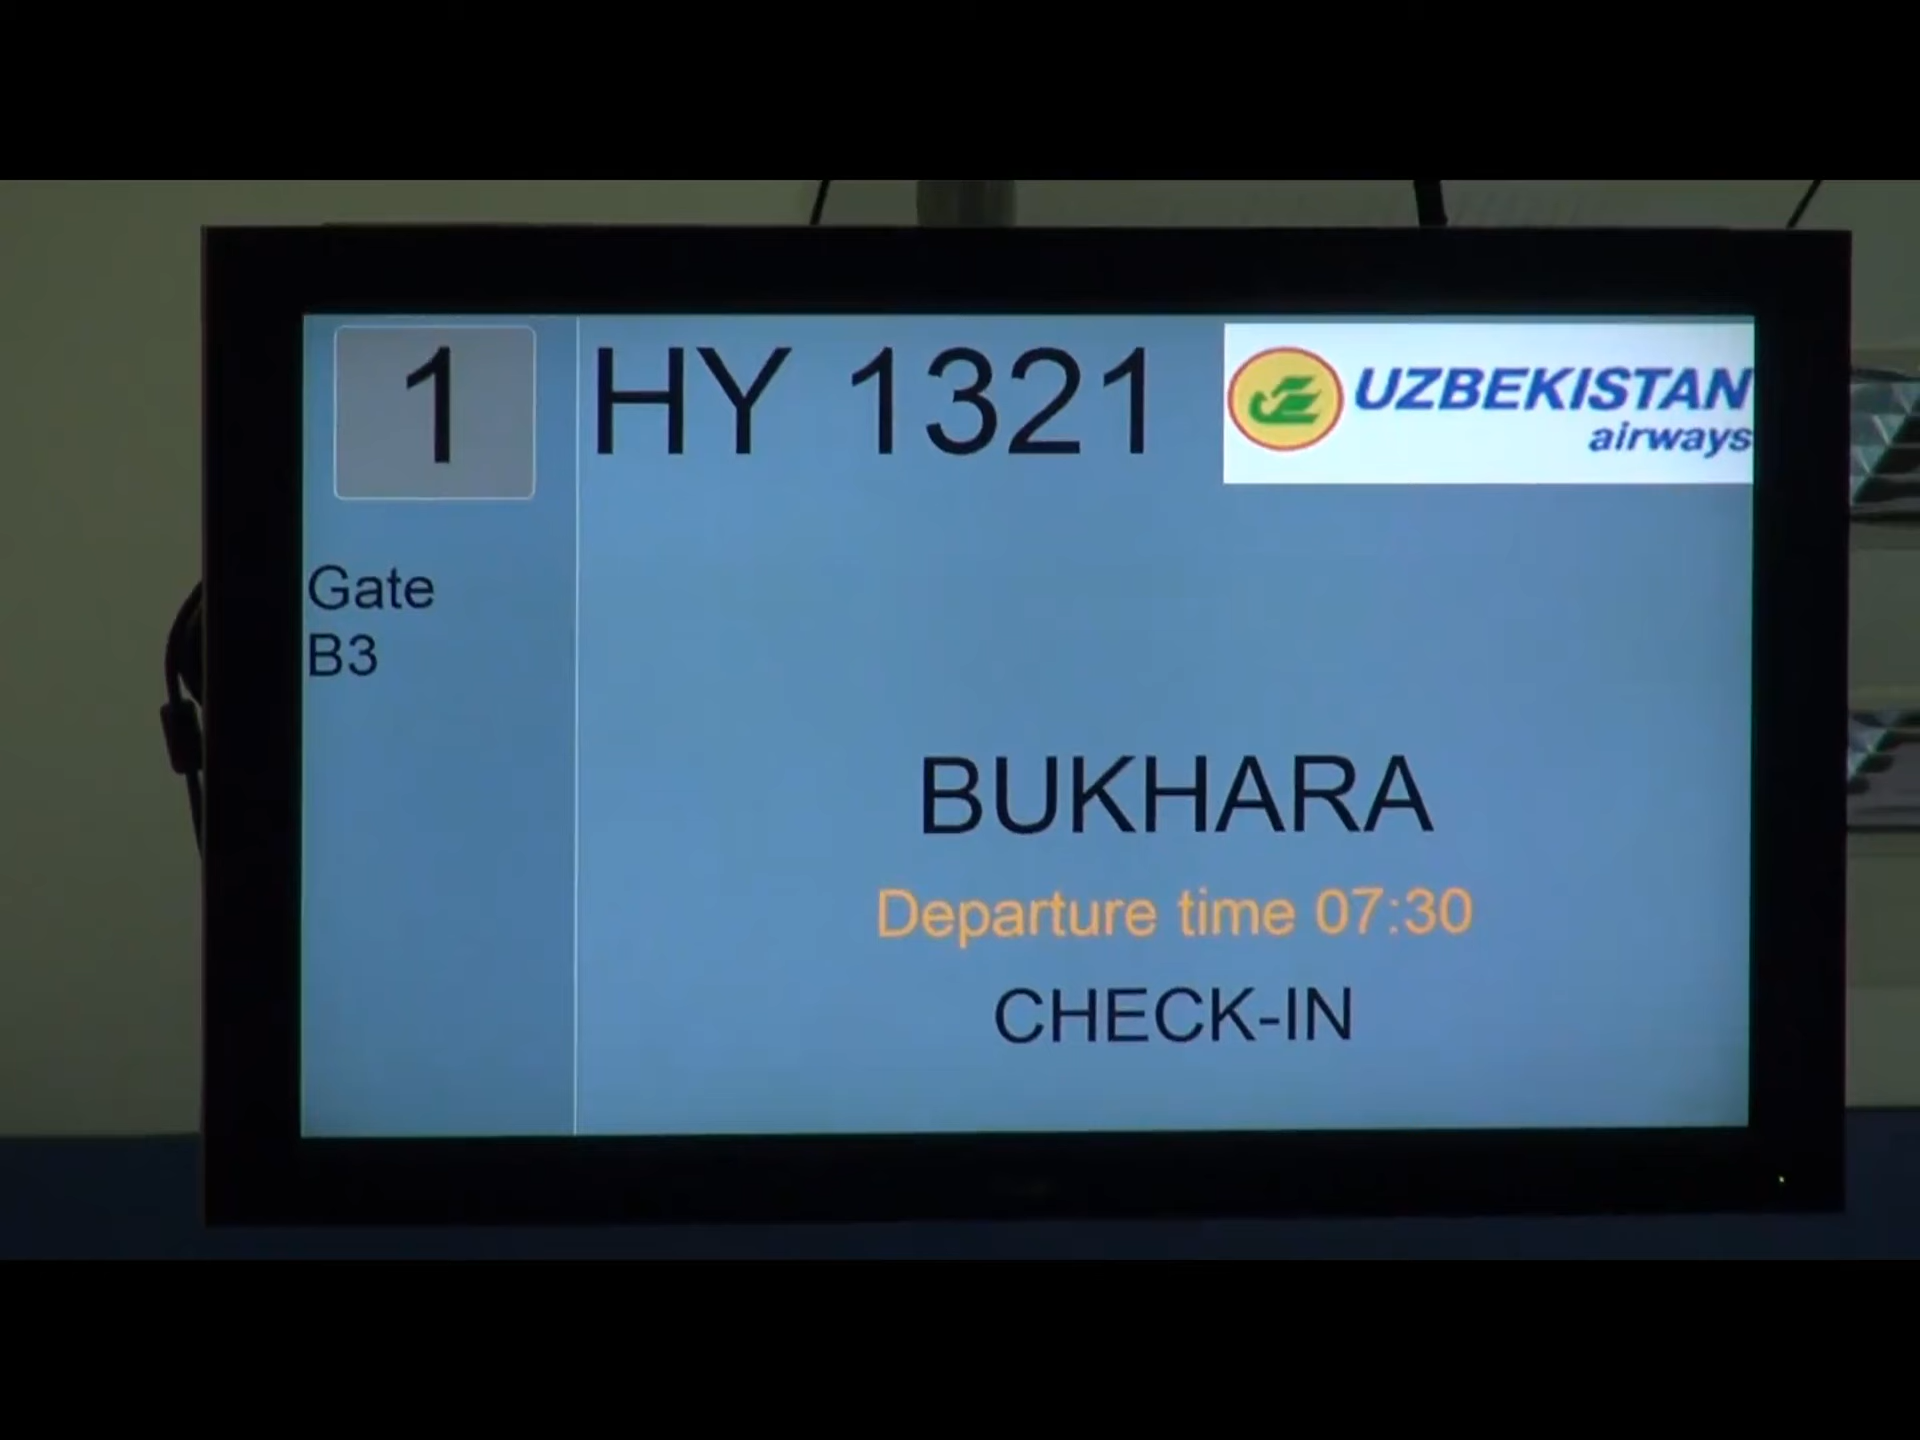 1
HY 1321
UZBEKISTAN
airways
Gate
B3
BUKHARA
Departure time 07:30
CHECK-IN